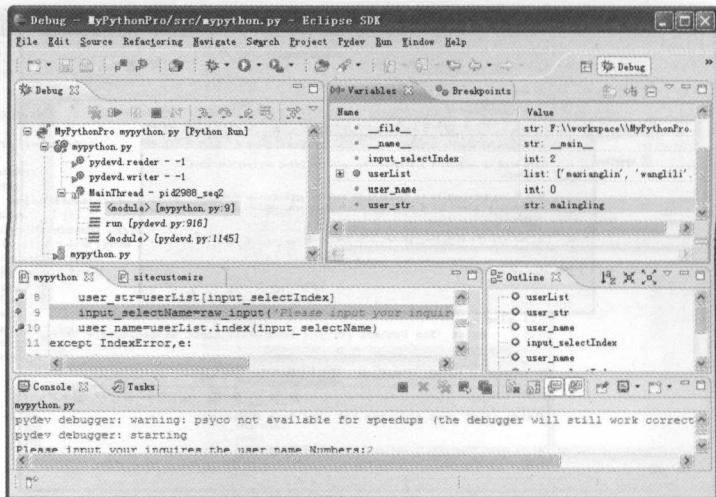 Debug - MyPythonPro/src/mypython.py - Eclipse SDK
File Edit Source Refactoring Navigate Search Project Pydev Run Window Help
Debug
Debug
MyPythonPro mypython.py [Python Run]
mypython.py
pydevd.reader - -1
pydevd.writer - -1
MainThread - pid2988_seq2
<module> [mypython.py:9]
run [pydevd.py:916]
<module> [pydevd.py:1145]
mypython.py
Variables Breakpoints
Name Value
__file__ str: F:\\workspace\\MyPythonPro.
__name__ str: __main__
input_selectIndex int: 2
userList list: ['maxianglin', 'wanglili'.
user_name int: 0
user_str str: malingling
mypython sitecustomize
8 user_str=userList[input_selectIndex]
9 input_selectName=raw_input('Please input your inquir
10 user_name=userList.index(input_selectName)
11 except IndexError,e:
Outline
userList
user_str
user_name
input_selectIndex
user_name
Console Tasks
mypython.py
pydev debugger: warning: psyco not available for speedups (the debugger will still work correct
pydev debugger: starting
Please input your inquires the user name Numbers:2